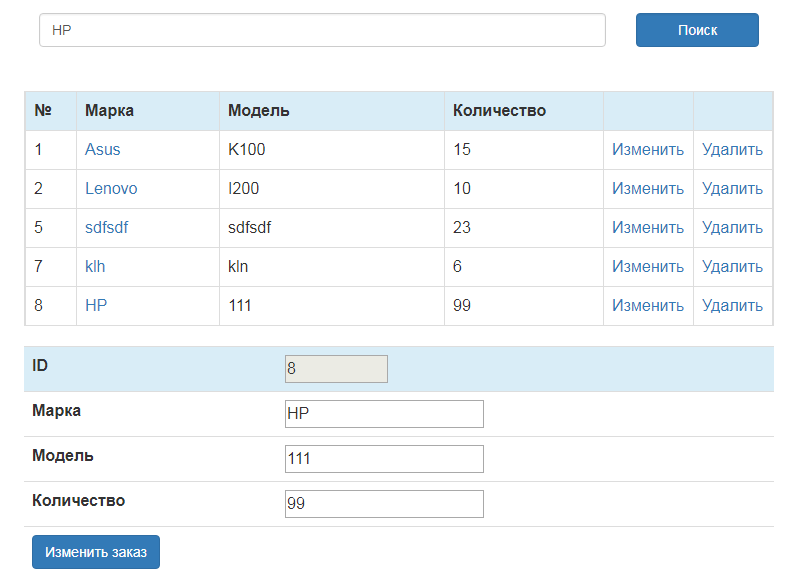 HP Поиск
№ Марка Модель Количество
1 Asus K100 15 Изменить Удалить
2 Lenovo I200 10 Изменить Удалить
5 sdfsdf sdfsdf 23 Изменить Удалить
7 klh kln 6 Изменить Удалить
8 HP 111 99 Изменить Удалить
ID 8
Марка HP
Модель 111
Количество 99
Изменить заказ